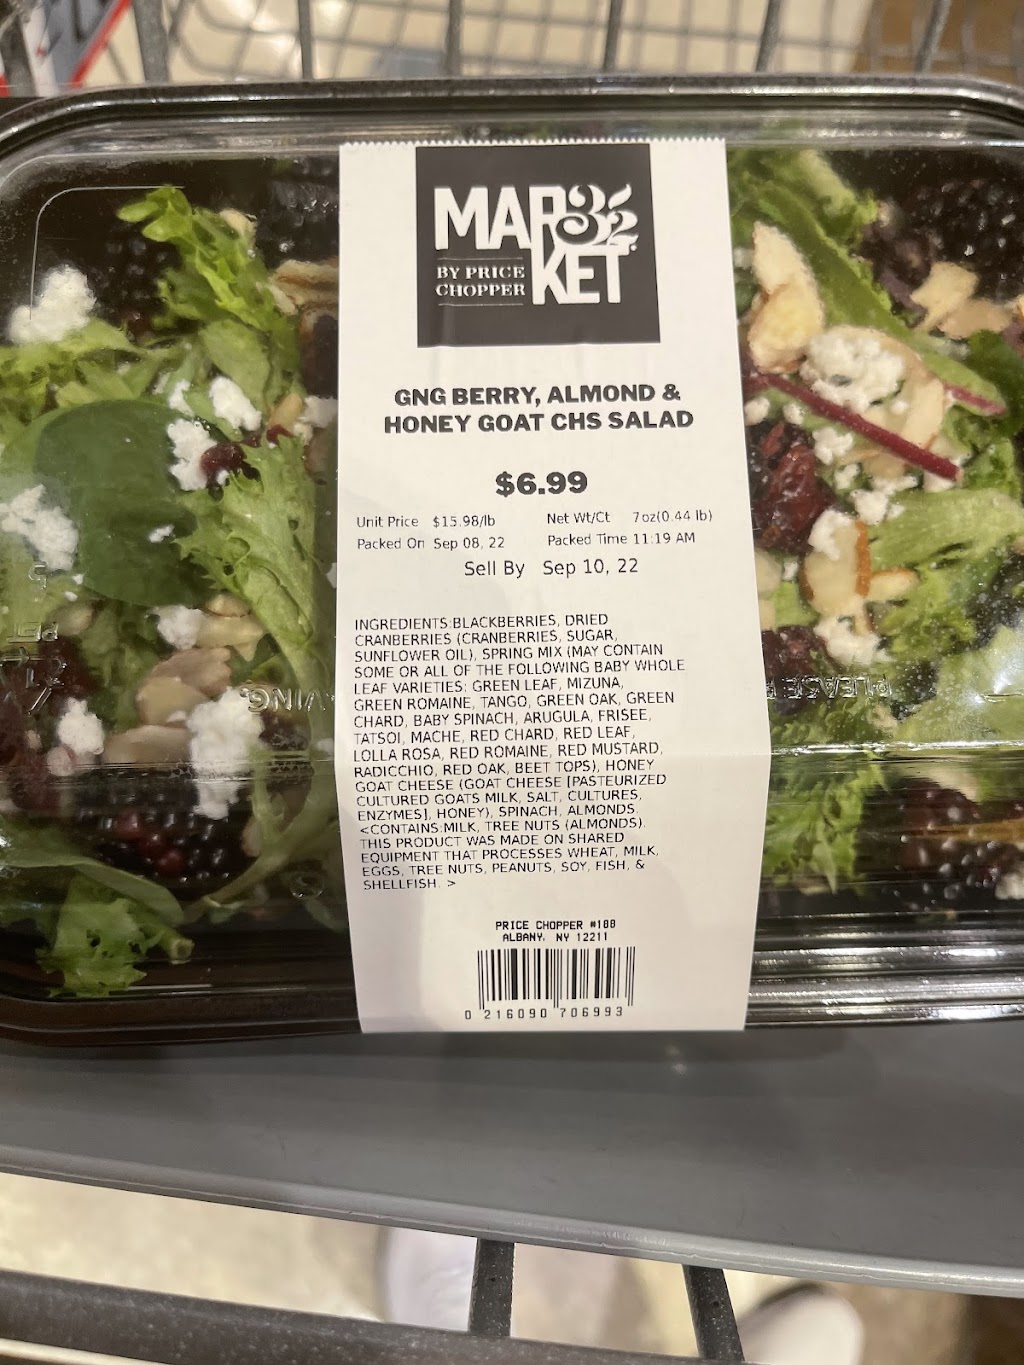 MARKET 32
BY PRICE
CHOPPER
GNG BERRY, ALMOND &
HONEY GOAT CHS SALAD
$6.99
Unit Price $15.98/lb Net Wt/Ct 7oz(0.44 lb)
Packed On Sep 08, 22 Packed Time 11:19 AM
Sell By Sep 10, 22
INGREDIENTS:BLACKBERRIES, DRIED
CRANBERRIES (CRANBERRIES, SUGAR,
SUNFLOWER OIL), SPRING MIX (MAY CONTAIN
SOME OR ALL OF THE FOLLOWING BABY WHOLE
LEAF VARIETIES: GREEN LEAF, MIZUNA,
GREEN ROMAINE, TANGO, GREEN OAK, GREEN
CHARD, BABY SPINACH, ARUGULA, FRISEE,
TATSOI, MACHE, RED CHARD, RED LEAF,
LOLLA ROSA, RED ROMAINE, RED MUSTARD,
RADICCHIO, RED OAK, BEET TOPS), HONEY
GOAT CHEESE (GOAT CHEESE [PASTEURIZED
CULTURED GOATS MILK, SALT, CULTURES,
ENZYMES], HONEY), SPINACH, ALMONDS
<CONTAINS:MILK, TREE NUTS (ALMONDS).
THIS PRODUCT WAS MADE ON SHARED
EQUIPMENT THAT PROCESSES WHEAT, MILK,
EGGS, TREE NUTS, PEANUTS, SOY, FISH, &
SHELLFISH. >
PRICE CHOPPER #188
ALBANY, NY 12211
0 216090 706993
PLEASE
PET